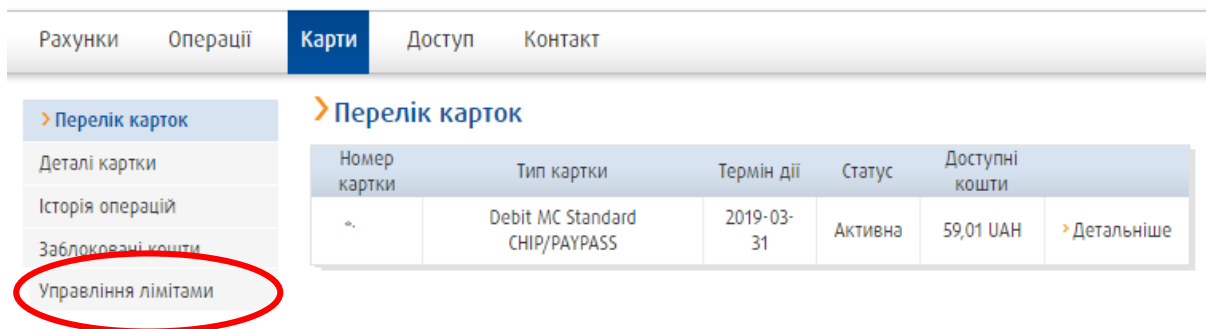 Рахунки Операції Карти Доступ Контакт
Перелік карток
Деталі картки
Історія операцій
Заблоковані кошти
Управління лімітами
Перелік карток
Номер картки Тип картки Термін дії Статус Доступні кошти
Debit MC Standard CHIP/PAYPASS 2019-03-31 Активна 59,01 UAH Детальніше